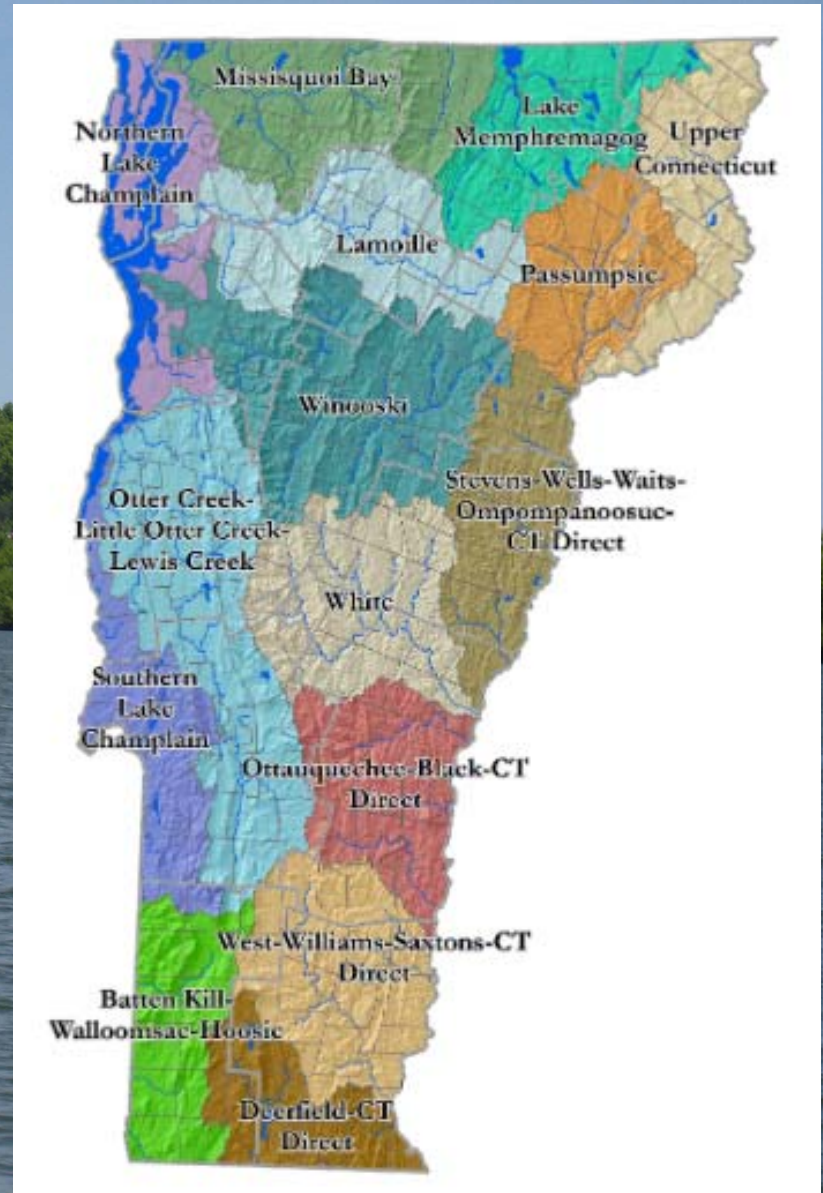 Missisquoi Bay
Northern
Lake
Champlain
Lake
Memphremagog
Upper
Connecticut
Lamoille
Passumpsic
Winooski
Otter Creek-
Little Otter Creek-
Lewis Creek
Stevens-Wells-Waits-
Ompompanoosuc-
CT Direct
White
Southern
Lake
Champlain
Ottauquechee-Black-CT
Direct
West-Williams-Saxtons-CT
Direct
Batten Kill-
Walloomsac-Hoosic
Deerfield-CT
Direct